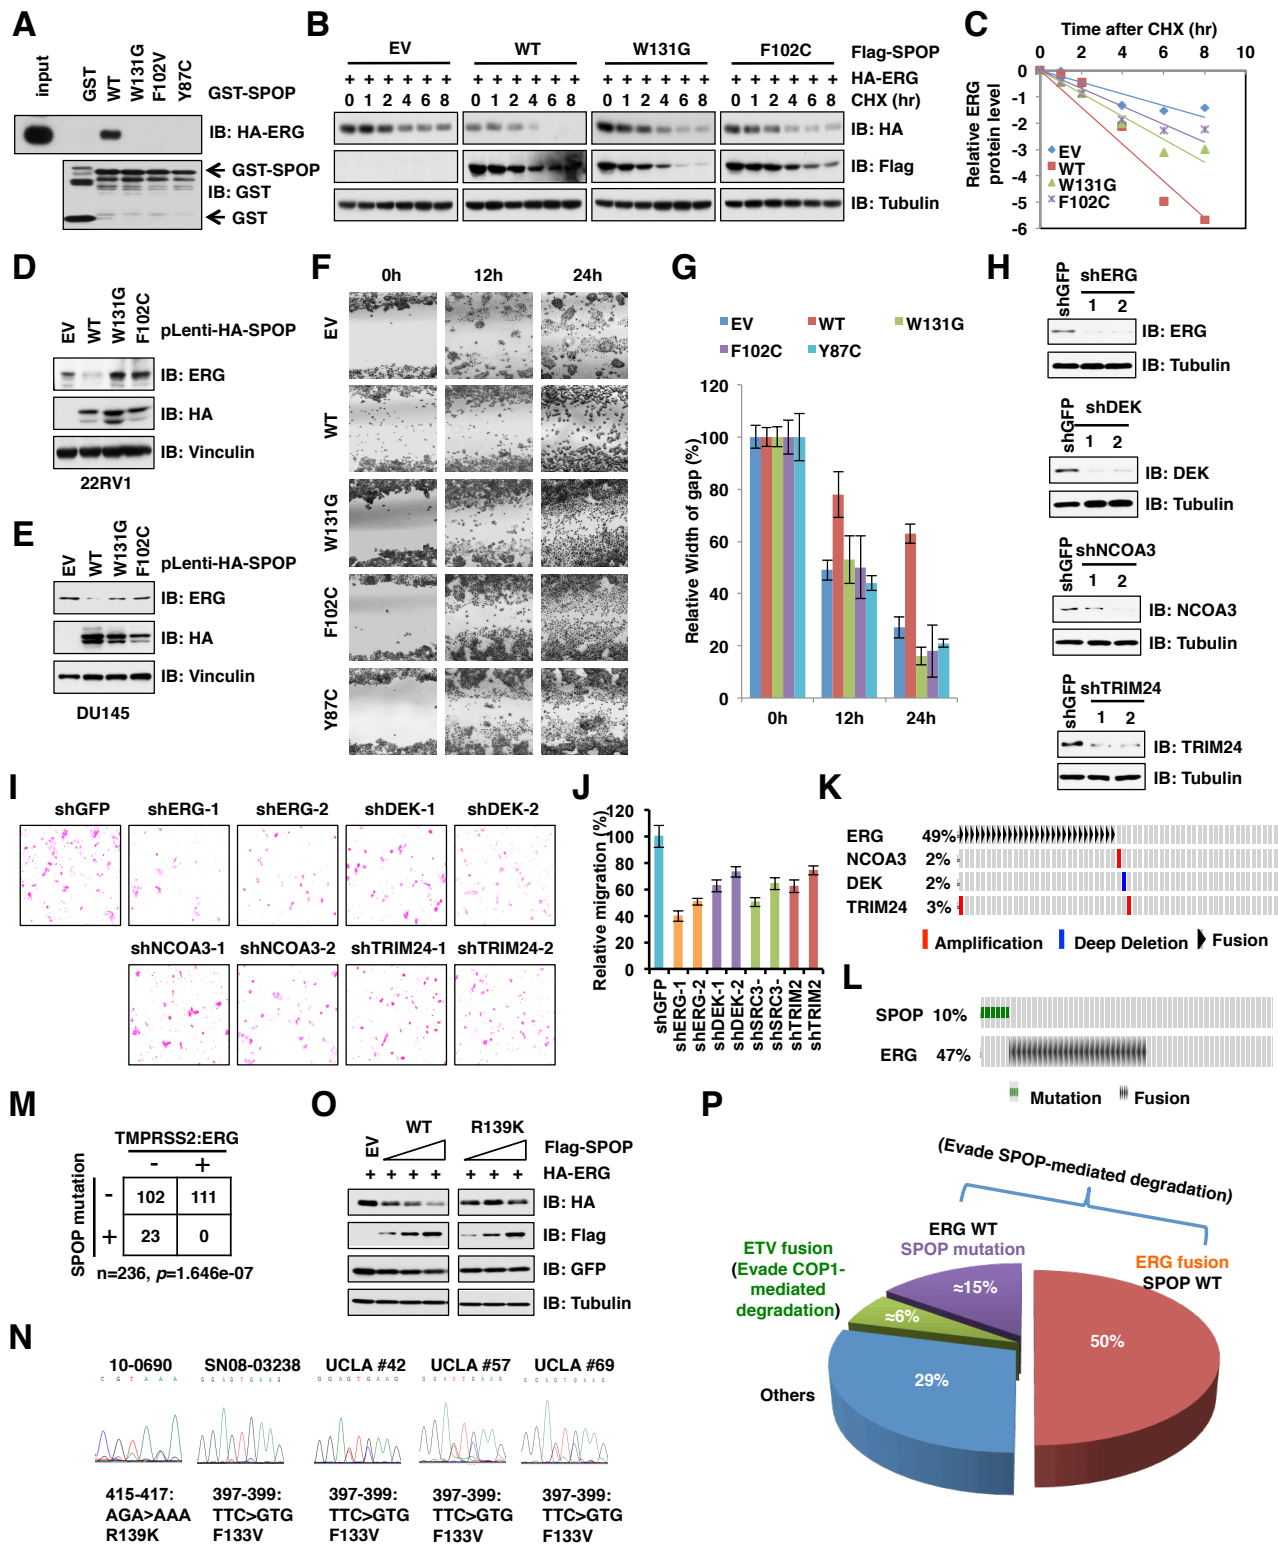 A
input
GST
WT
W131G
F102V
Y87C
GST-SPOP
IB: HA-ERG
GST-SPOP
IB: GST
GST
B
EV WT W131G F102C Flag-SPOP
+ + + + + + + + + + + + + + + + + + + + + + + + HA-ERG
0 1 2 4 6 8 0 1 2 4 6 8 0 1 2 4 6 8 0 1 2 4 6 8 CHX (hr)
IB: HA
IB: Flag
IB: Tubulin
C
Time after CHX (hr)
0 2 4 6 8 10
0
-1
-2
-3
-4
-5
-6
Relative ERG
protein level
EV
WT
W131G
F102C
D
EV
WT
W131G
F102C
pLenti-HA-SPOP
IB: ERG
IB: HA
IB: Vinculin
22RV1
E
EV
WT
W131G
F102C
pLenti-HA-SPOP
IB: ERG
IB: HA
IB: Vinculin
DU145
F
0h 12h 24h
EV
WT
W131G
F102C
Y87C
G
EV WT W131G
F102C Y87C
Relative Width of gap (%)
120
100
80
60
40
20
0
0h 12h 24h
H
shGFP
shERG
1 2
IB: ERG
IB: Tubulin
shGFP
shDEK
1 2
IB: DEK
IB: Tubulin
shGFP
shNCOA3
1 2
IB: NCOA3
IB: Tubulin
shGFP
shTRIM24
1 2
IB: TRIM24
IB: Tubulin
I
shGFP shERG-1 shERG-2 shDEK-1 shDEK-2
shNCOA3-1 shNCOA3-2 shTRIM24-1 shTRIM24-2
J
Relative migration (%)
120
100
80
60
40
20
0
shGFP
shERG-1
shERG-2
shDEK-1
shDEK-2
shSRC3-
shSRC3-
shTRIM2
shTRIM2
K
ERG 49%
NCOA3 2%
DEK 2%
TRIM24 3%
Amplification Deep Deletion Fusion
L
SPOP 10%
ERG 47%
Mutation Fusion
M
TMPRSS2:ERG
- +
SPOP mutation
- 102 111
+ 23 0
n=236, p=1.646e-07
N
10-0690 SN08-03238 UCLA #42 UCLA #57 UCLA #69
C G T A A A G G A G T G A A G G G A G T G A A G G G A G T G A A G G G A G T G A A G
415-417: 397-399: 397-399: 397-399: 397-399:
AGA>AAA TTC>GTG TTC>GTG TTC>GTG TTC>GTG
R139K F133V F133V F133V F133V
O
EV
WT R139K
Flag-SPOP
+ + + + + + + HA-ERG
IB: HA
IB: Flag
IB: GFP
IB: Tubulin
P
(Evade SPOP-mediated degradation)
ERG WT
SPOP mutation
ERG fusion
SPOP WT
ETV fusion
(Evade COP1-
mediated
degradation)
Others
≈15%
≈6%
50%
29%